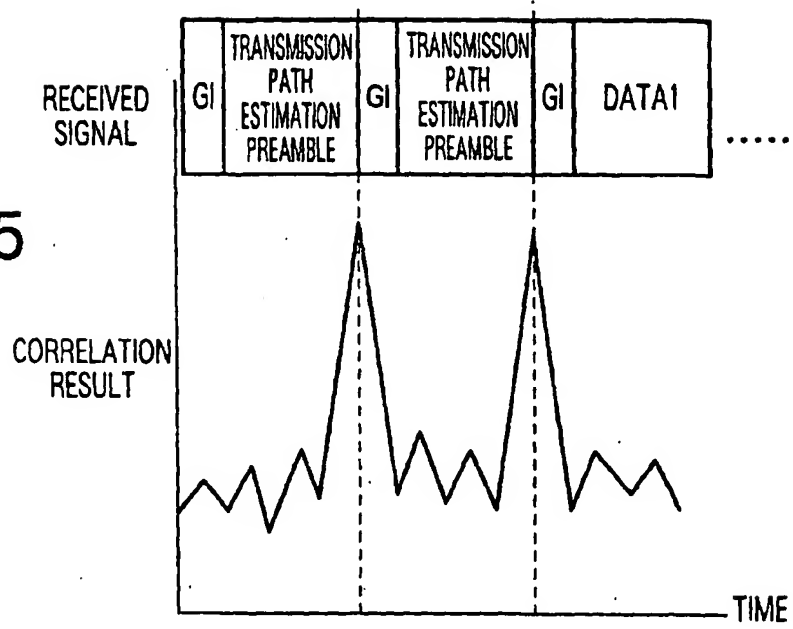 RECEIVED
SIGNAL
GI
TRANSMISSION
PATH
ESTIMATION
PREAMBLE
GI
TRANSMISSION
PATH
ESTIMATION
PREAMBLE
GI
DATA1
.....
5
CORRELATION
RESULT
TIME